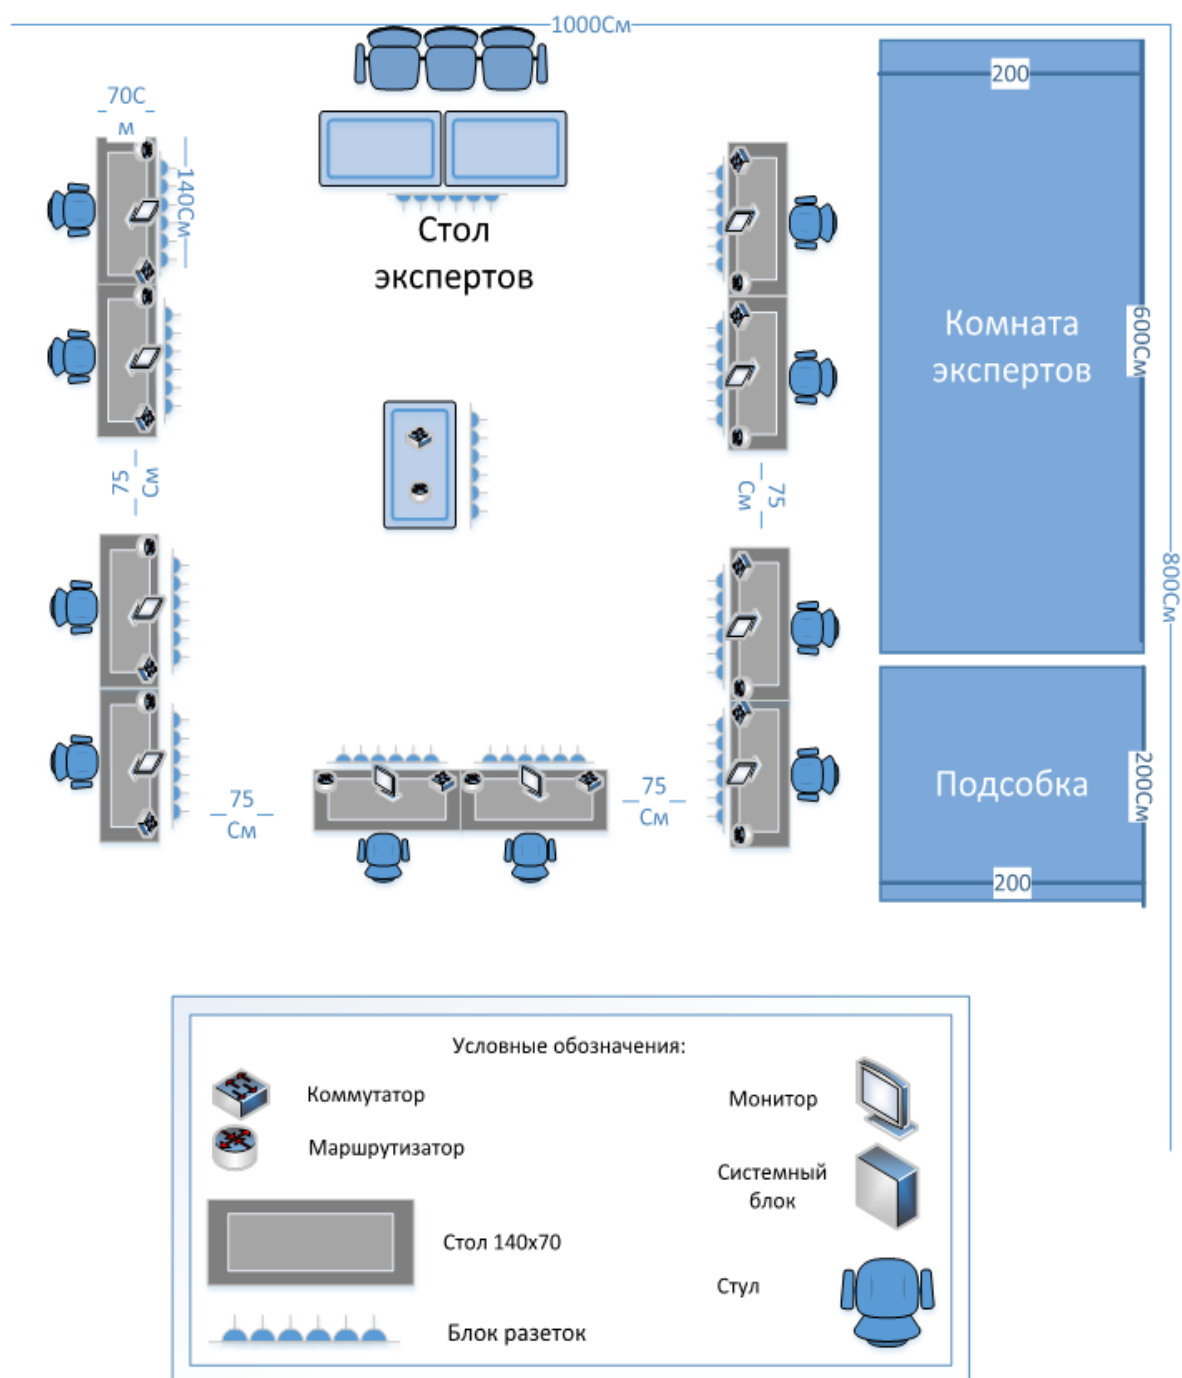 1000См
200
70С
м
140См
Стол
экспертов
Комната
экспертов
600См
75
См
75
См
800См
75
См
75
См
Подсобка
200См
200
Условные обозначения:
Коммутатор
Монитор
Маршрутизатор
Системный
блок
Стол 140х70
Стул
Блок разеток